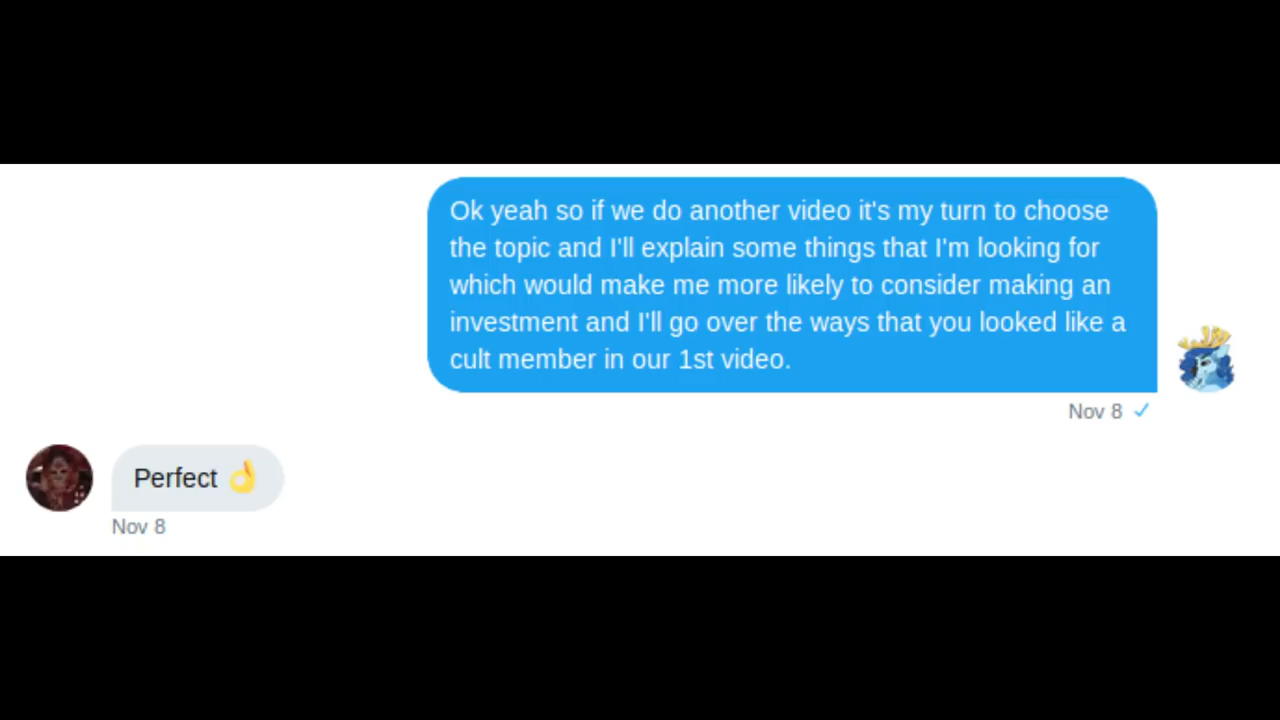 Ok yeah so if we do another video it's my turn to choose
the topic and I'll explain some things that I'm looking for
which would make me more likely to consider making an
investment and I'll go over the ways that you looked like a
cult member in our 1st video.
Nov 8 ✓
Perfect 👌
Nov 8